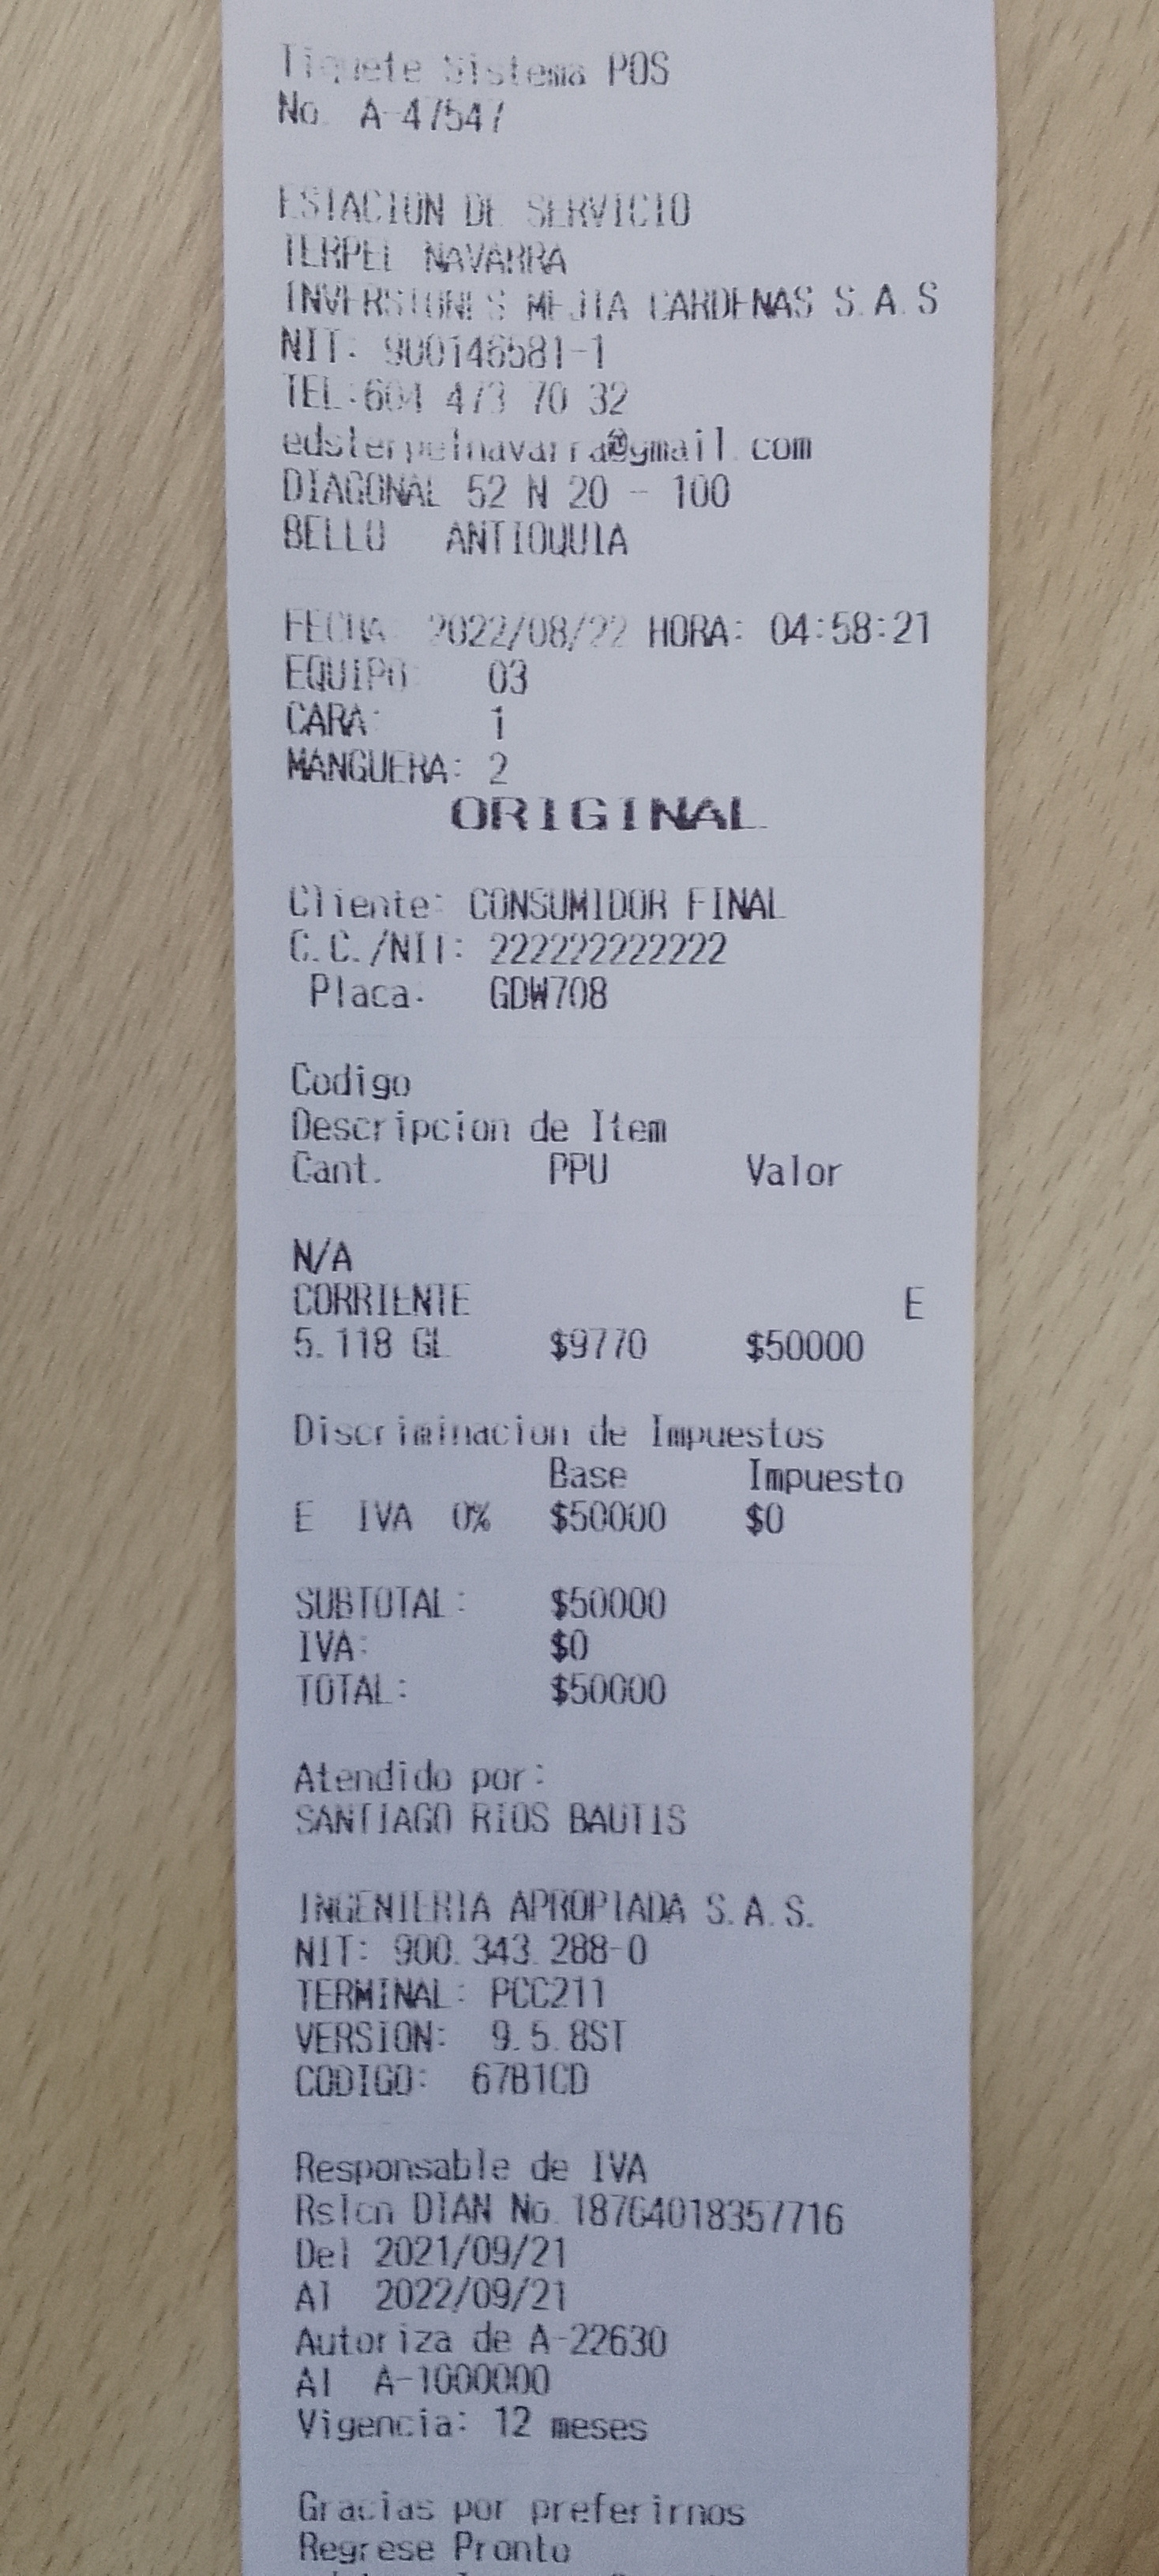 Tiquete Sistema POS
No. A-47547
ESTACION DE SERVICIO
TERPEL NAVARRA
INVERSIONES MEJIA CARDENAS S.A.S
NIT: 900146581-1
TEL:604 473 70 32
edsterpelnavarra@gmail.com
DIAGONAL 52 N 20 - 100
BELLO ANTIOQUIA
FECHA: 2022/08/22 HORA: 04:58:21
EQUIPO: 03
CARA: 1
MANGUERA: 2
ORIGINAL
Cliente: CONSUMIDOR FINAL
C.C./NIT: 222222222222
Placa: GDW708
Codigo
Descripcion de Item
Cant. PPU Valor
N/A
CORRIENTE E
5.118 GL $9770 $50000
Discriminacion de Impuestos
Base Impuesto
E IVA 0% $50000 $0
SUBTOTAL: $50000
IVA: $0
TOTAL: $50000
Atendido por:
SANTIAGO RIOS BAUTIS
INGENIERIA APROPIADA S.A.S.
NIT: 900.343.288-0
TERMINAL: PCC211
VERSION: 9.5.8ST
CODIGO: 67B1CD
Responsable de IVA
Rslcn DIAN No.18764018357716
Del 2021/09/21
Al 2022/09/21
Autoriza de A-22630
Al A-1000000
Vigencia: 12 meses
Gracias por preferirnos
Regrese Pronto